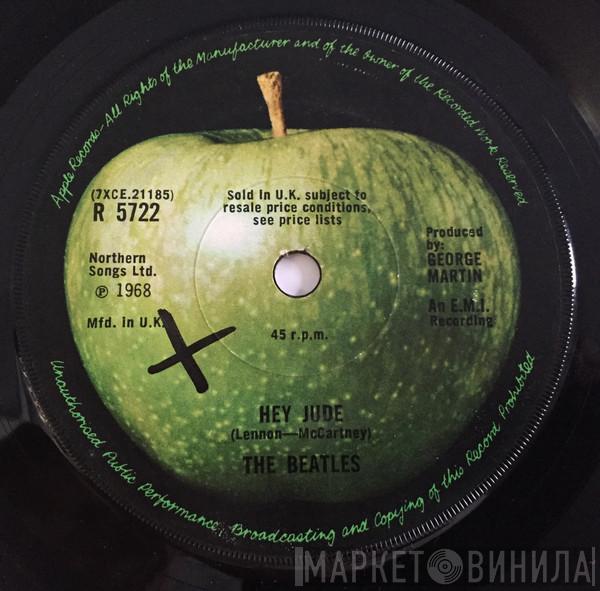 Apple Records-All Rights of the Manufacturer and of the Owner of the Recorded Work Reserved
(7XCE.21185)
R 5722
Sold in U.K. subject to
resale price conditions,
see price lists
Northern
Songs Ltd.
℗ 1968
Mfd. in U.K.
Produced
by:
GEORGE
MARTIN
An E.M.I.
Recording
45 r.p.m.
HEY JUDE
(Lennon—McCartney)
THE BEATLES
Unauthorised Public Performance, Broadcasting and Copying of this Record Prohibited
МАРКЕТ ВИНИЛА